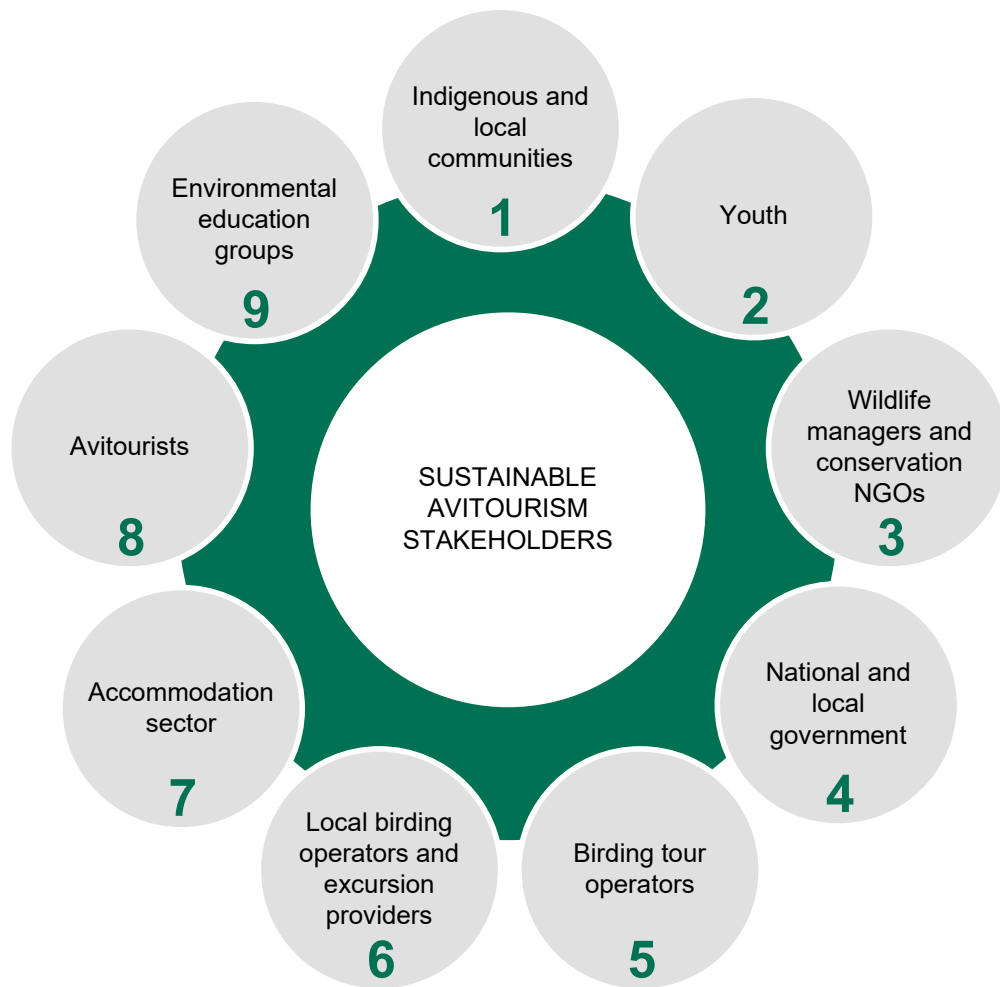 Indigenous and
local
communities
1
Youth
2
Wildlife
managers and
conservation
NGOs
3
National and
local
government
4
Birding tour
operators
5
Local birding
operators and
excursion
providers
6
Accommodation
sector
7
Avitourists
8
Environmental
education
groups
9
SUSTAINABLE
AVITOURISM
STAKEHOLDERS